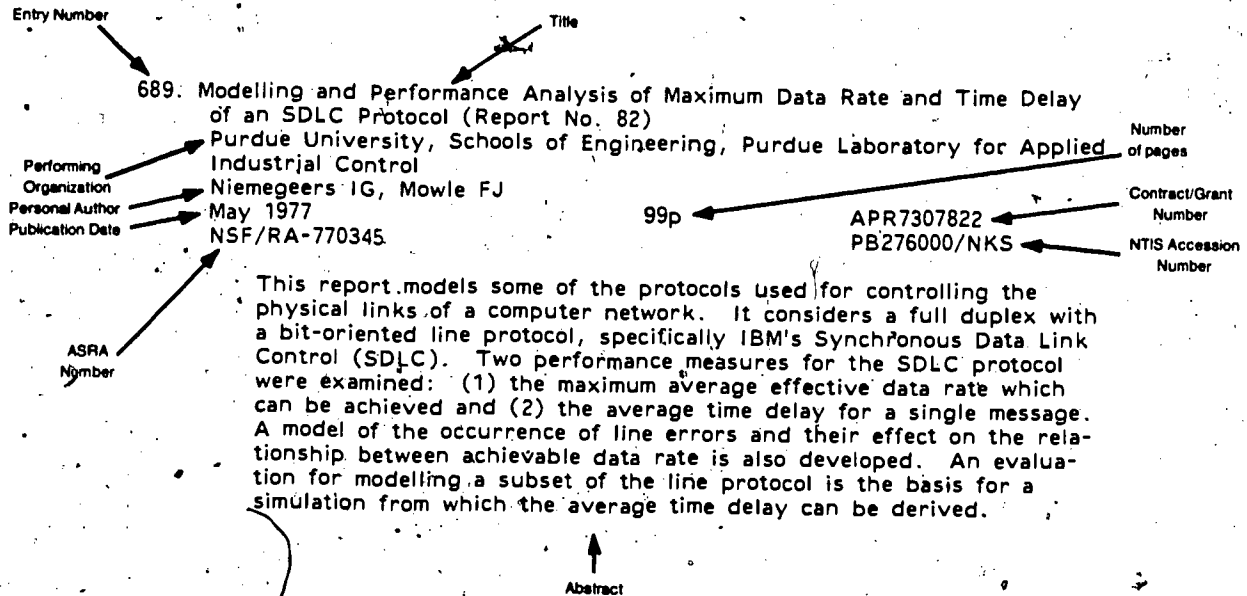 Entry Number
Title
689. Modelling and Performance Analysis of Maximum Data Rate and Time Delay
of an SDLC Protocol (Report No. 82)
Purdue University, Schools of Engineering, Purdue Laboratory for Applied
Industrial Control
Number
of pages
Performing
Organization
Personal Author
Niemegeers IG, Mowle FJ
Publication Date
May 1977
99p
APR7307822
Contract/Grant
Number
NSF/RA-770345
PB276000/NKS
NTIS Accession
Number
This report models some of the protocols used for controlling the
physical links of a computer network. It considers a full duplex with
a bit-oriented line protocol, specifically IBM's Synchronous Data Link
Control (SDLC). Two performance measures for the SDLC protocol
were examined: (1) the maximum average effective data rate which
can be achieved and (2) the average time delay for a single message.
A model of the occurrence of line errors and their effect on the rela-
tionship between achievable data rate is also developed. An evalua-
tion for modelling a subset of the line protocol is the basis for a
simulation from which the average time delay can be derived.
ASRA
Number
Abstract